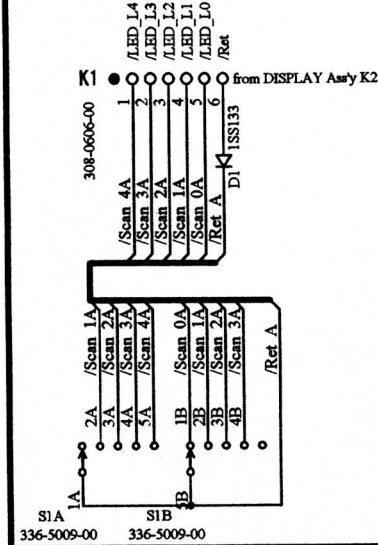 /LED_L4
/LED_L3
/LED_L2
/LED_L1
/LED_L0
/Ret
K1
from DISPLAY Ass'y K2
308-0606-00
1
2
3
4
5
6
1SS133
D1
/Scan 4A
/Scan 3A
/Scan 2A
/Scan 1A
/Scan 0A
/Ret A
/Scan 1A
/Scan 2A
/Scan 3A
/Scan 4A
/Scan 0A
/Scan 1A
/Scan 2A
/Scan 3A
/Ret A
2A
3A
4A
5A
1B
2B
3B
4B
1A
S1A
S1B
336-5009-00
336-5009-00